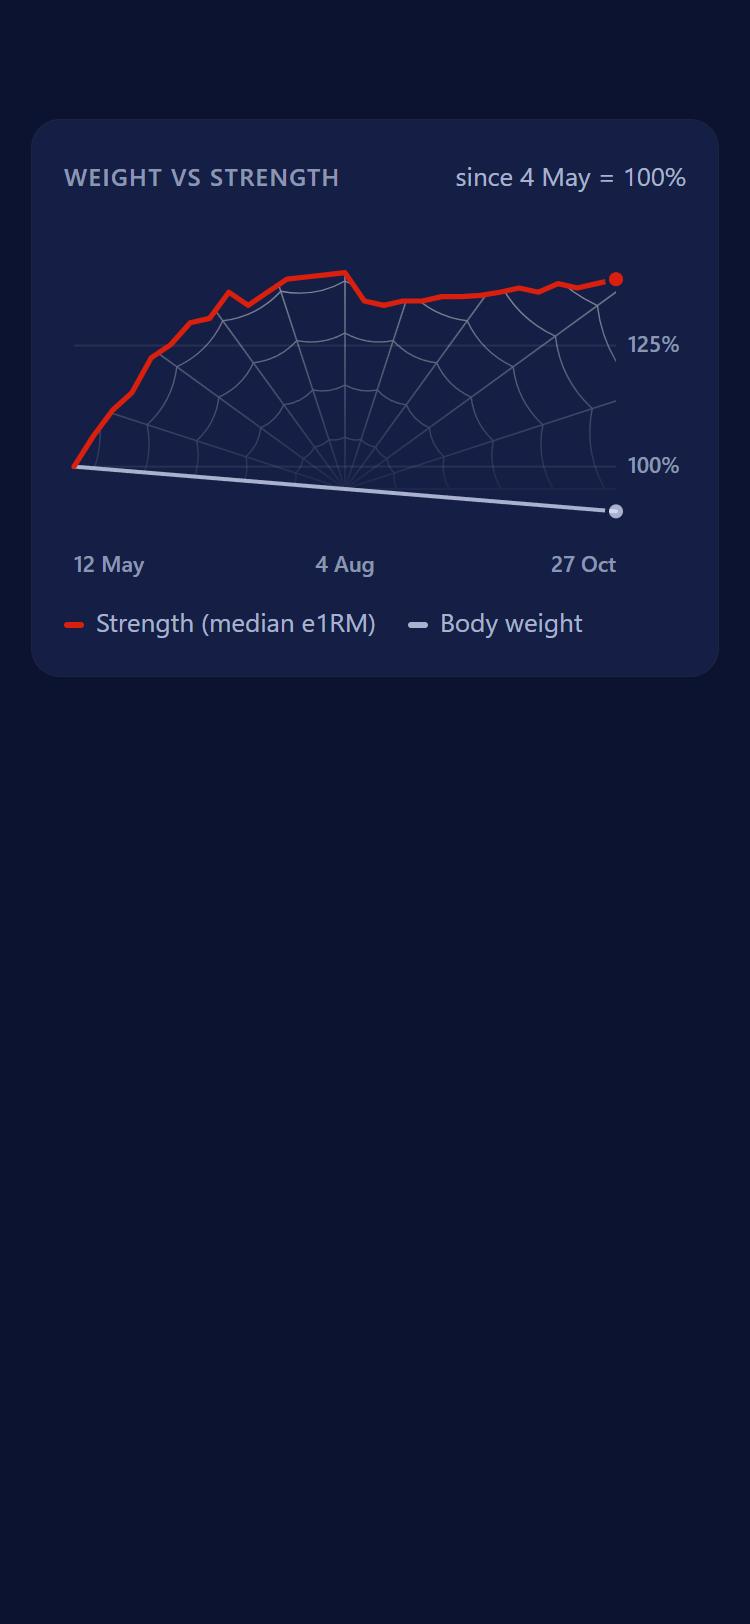 WEIGHT VS STRENGTH since 4 May = 100%
125%
100%
12 May 4 Aug 27 Oct
Strength (median e1RM) Body weight